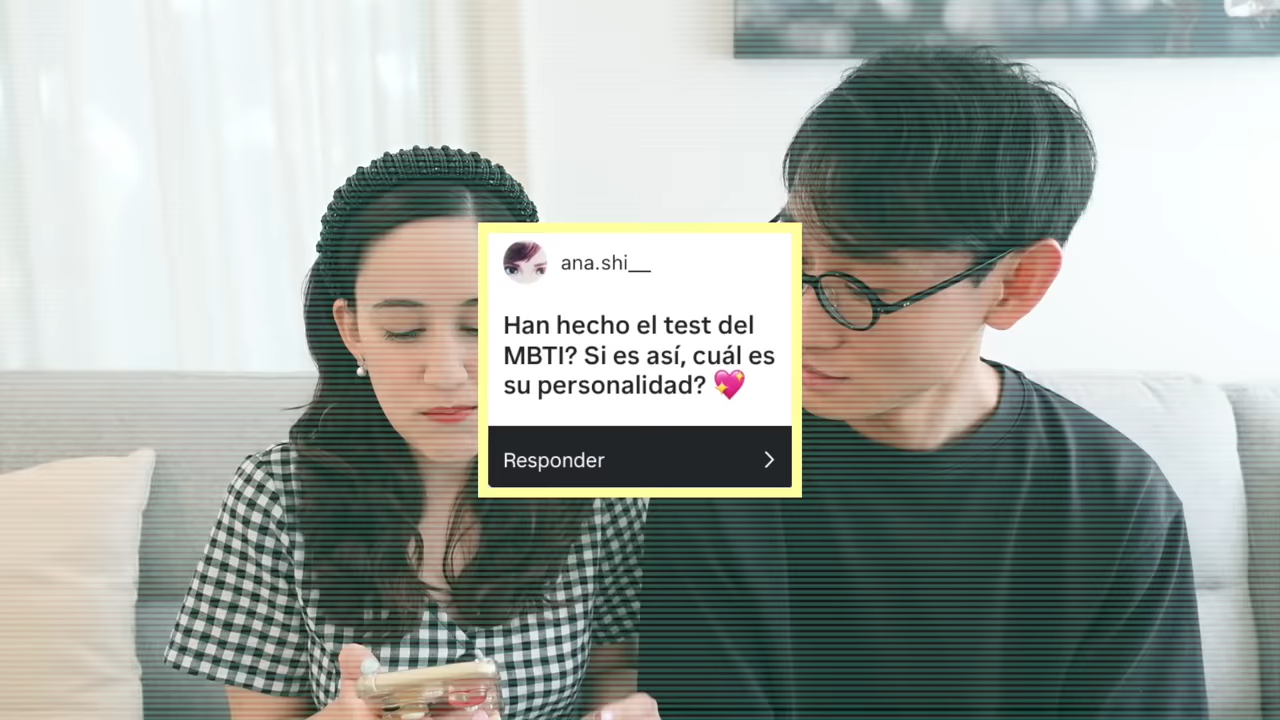 ana.shi__
Han hecho el test del
MBTI? Si es así, cuál es
su personalidad? 💖
Responder